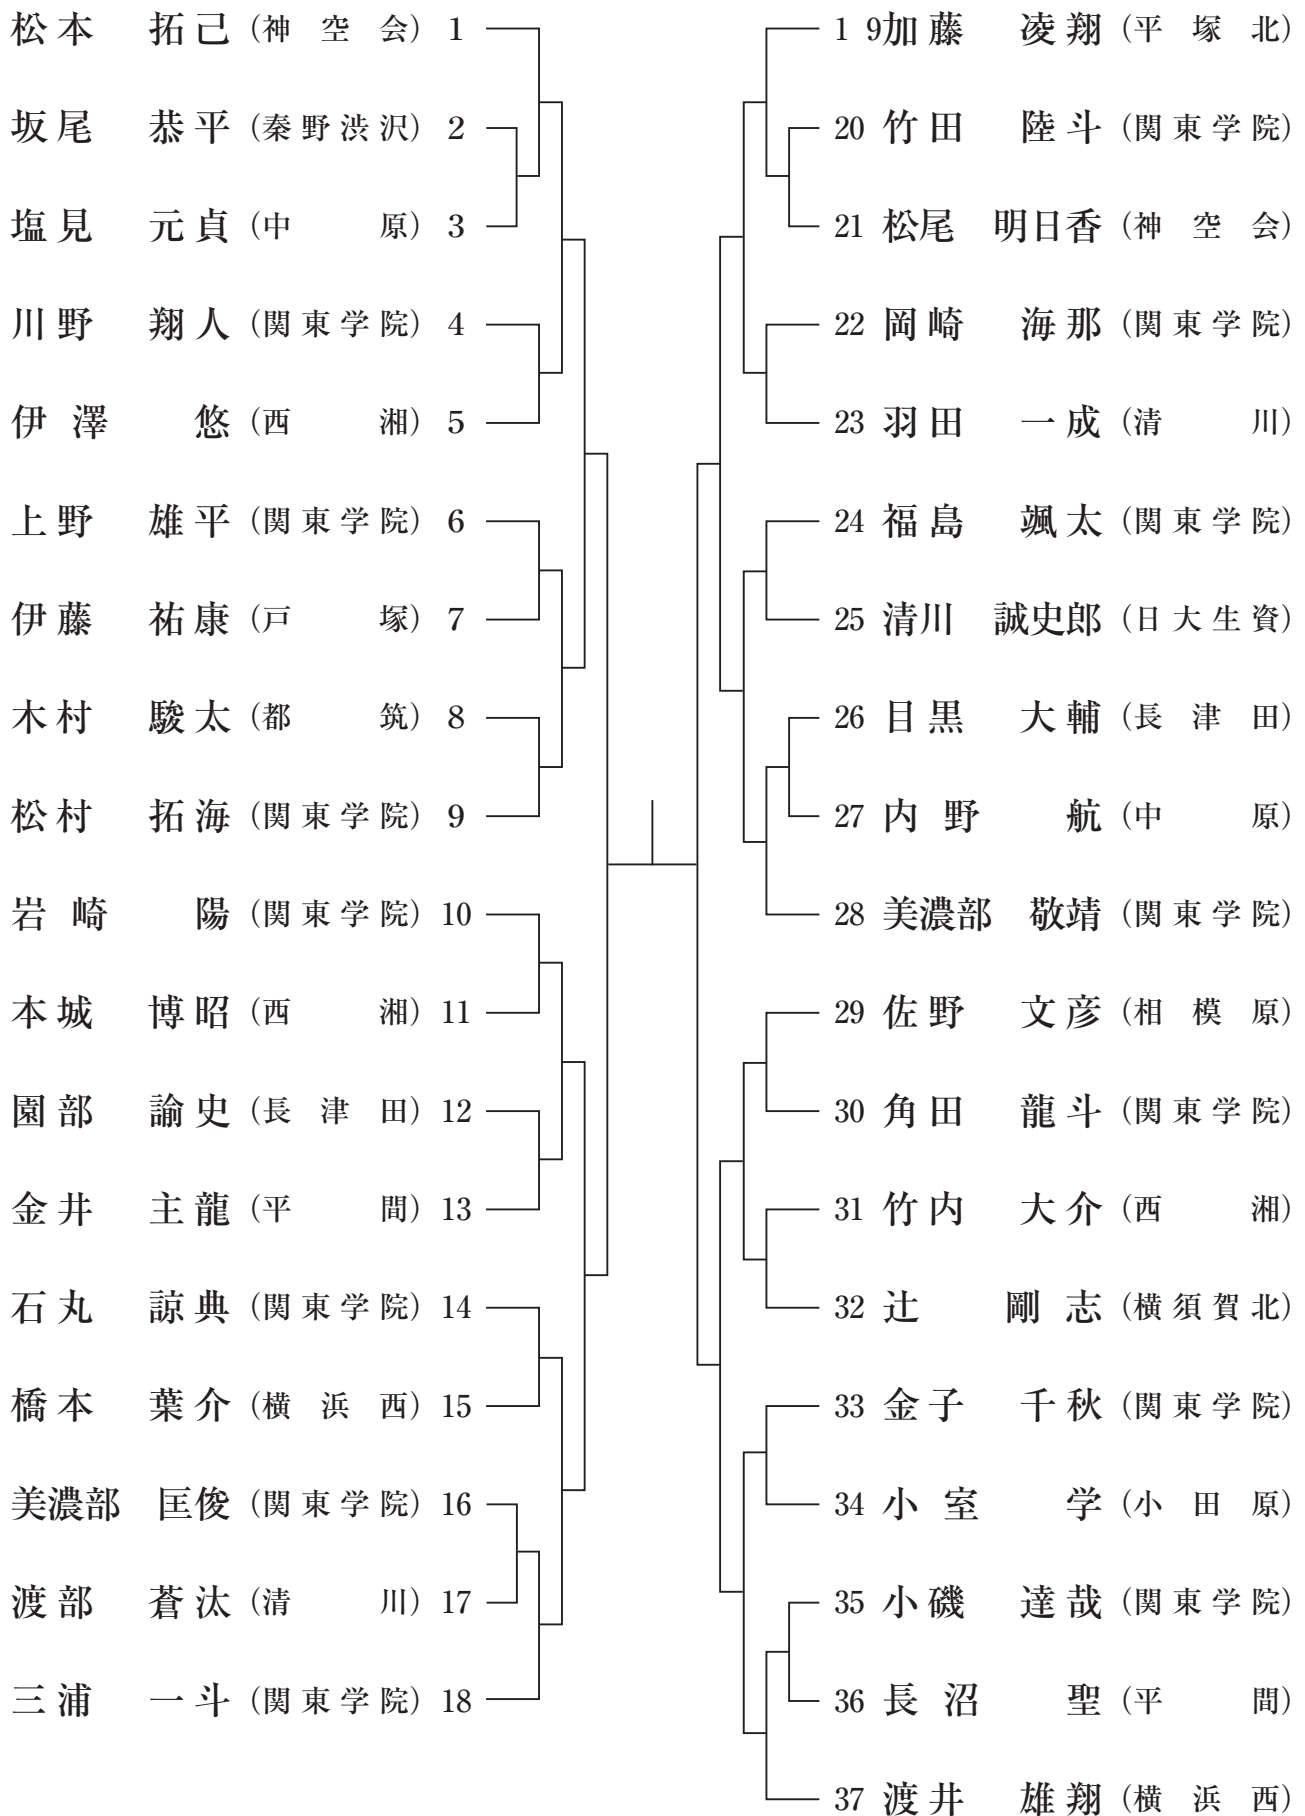 松本 拓己 (神空会) 1
坂尾 恭平 (秦野渋沢) 2
塩見 元貞 (中原) 3
川野 翔人 (関東学院) 4
伊澤 悠 (西湘) 5
上野 雄平 (関東学院) 6
伊藤 祐康 (戸塚) 7
木村 駿太 (都筑) 8
松村 拓海 (関東学院) 9
岩崎 陽 (関東学院) 10
本城 博昭 (西湘) 11
園部 諭史 (長津田) 12
金井 主龍 (平間) 13
石丸 諒典 (関東学院) 14
橋本 葉介 (横浜西) 15
美濃部 匡俊 (関東学院) 16
渡部 蒼汰 (清川) 17
三浦 一斗 (関東学院) 18
1 9加藤 凌翔 (平塚北)
20 竹田 陸斗 (関東学院)
21 松尾 明日香 (神空会)
22 岡崎 海那 (関東学院)
23 羽田 一成 (清川)
24 福島 颯太 (関東学院)
25 清川 誠史郎 (日大生資)
26 目黒 大輔 (長津田)
27 内野 航 (中原)
28 美濃部 敬靖 (関東学院)
29 佐野 文彦 (相模原)
30 角田 龍斗 (関東学院)
31 竹内 大介 (西湘)
32 辻 剛志 (横須賀北)
33 金子 千秋 (関東学院)
34 小室 学 (小田原)
35 小磯 達哉 (関東学院)
36 長沼 聖 (平間)
37 渡井 雄翔 (横浜西)